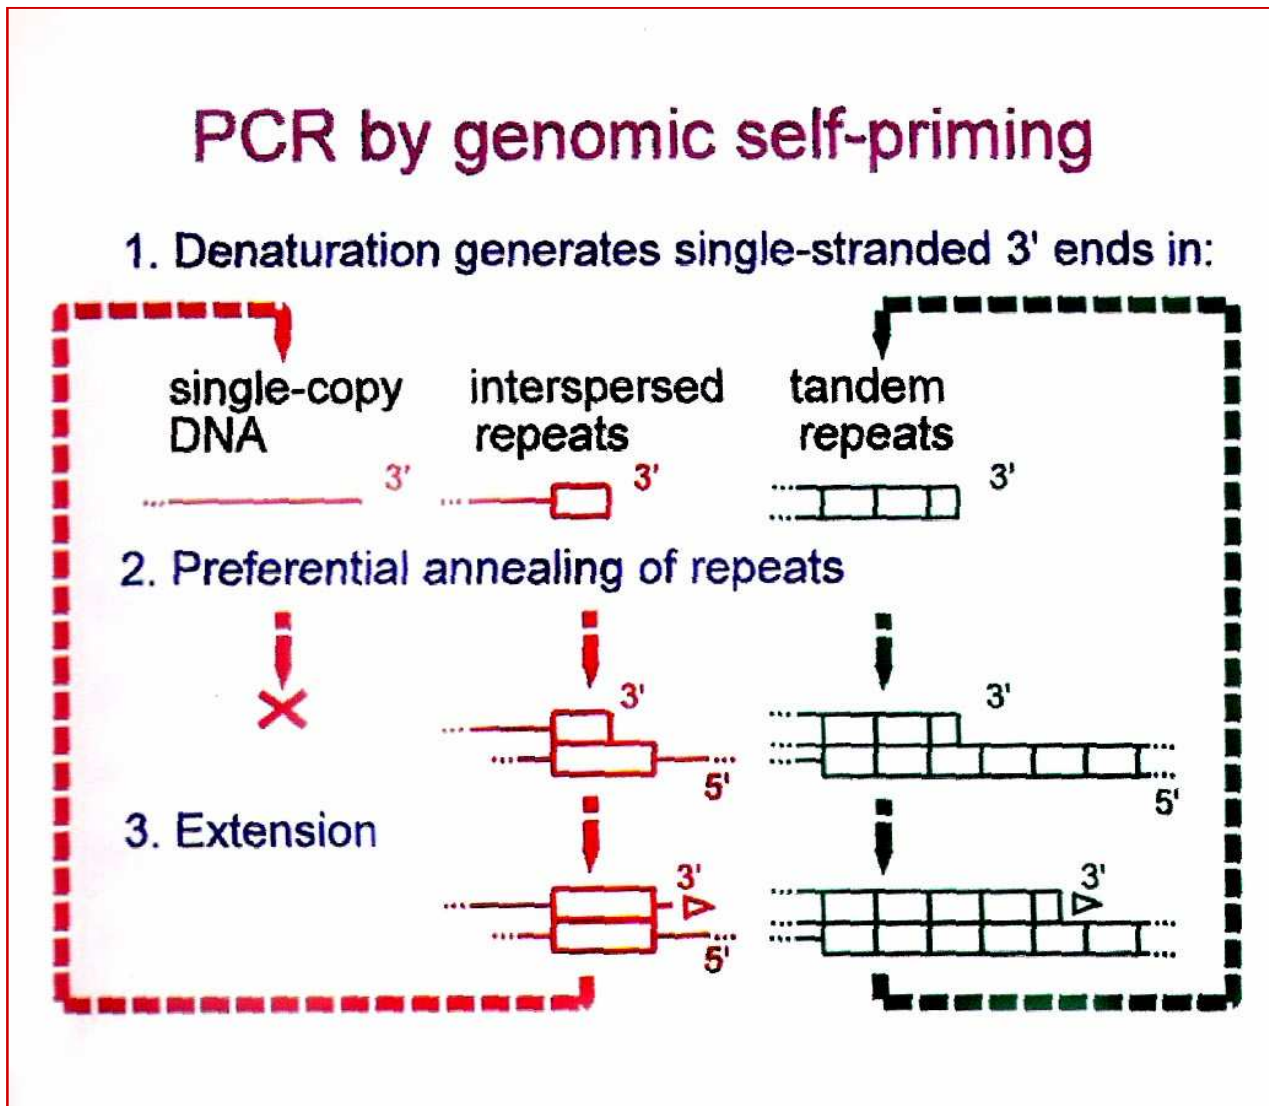 PCR by genomic self-priming
1. Denaturation generates single-stranded 3' ends in:
single-copy DNA
interspersed repeats
tandem repeats
3'
3'
3'
2. Preferential annealing of repeats
3'
3'
5'
5'
3. Extension
3'
3'
5'